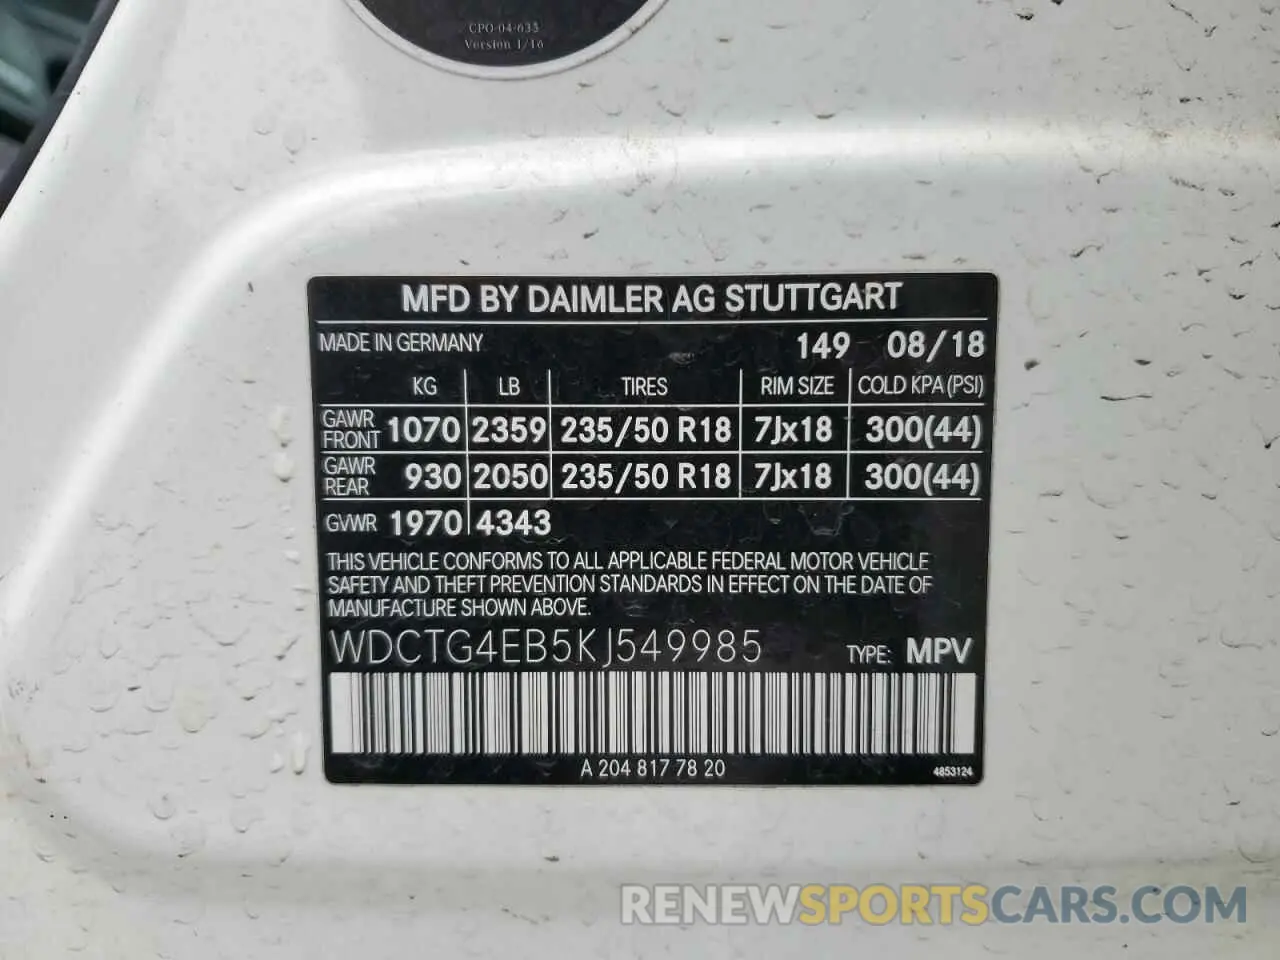 CPO-04-635
Version 1/16
MFD BY DAIMLER AG STUTTGART
MADE IN GERMANY 149 08/18
KG LB TIRES RIM SIZE COLD KPA (PSI)
GAWR FRONT 1070 2359 235/50 R18 7Jx18 300(44)
GAWR REAR 930 2050 235/50 R18 7Jx18 300(44)
GVWR 1970 4343
THIS VEHICLE CONFORMS TO ALL APPLICABLE FEDERAL MOTOR VEHICLE
SAFETY AND THEFT PREVENTION STANDARDS IN EFFECT ON THE DATE OF
MANUFACTURE SHOWN ABOVE.
WDCTG4EB5KJ549985 TYPE: MPV
A 204 817 78 20 4853124
RENEWSPORTSCARS.COM